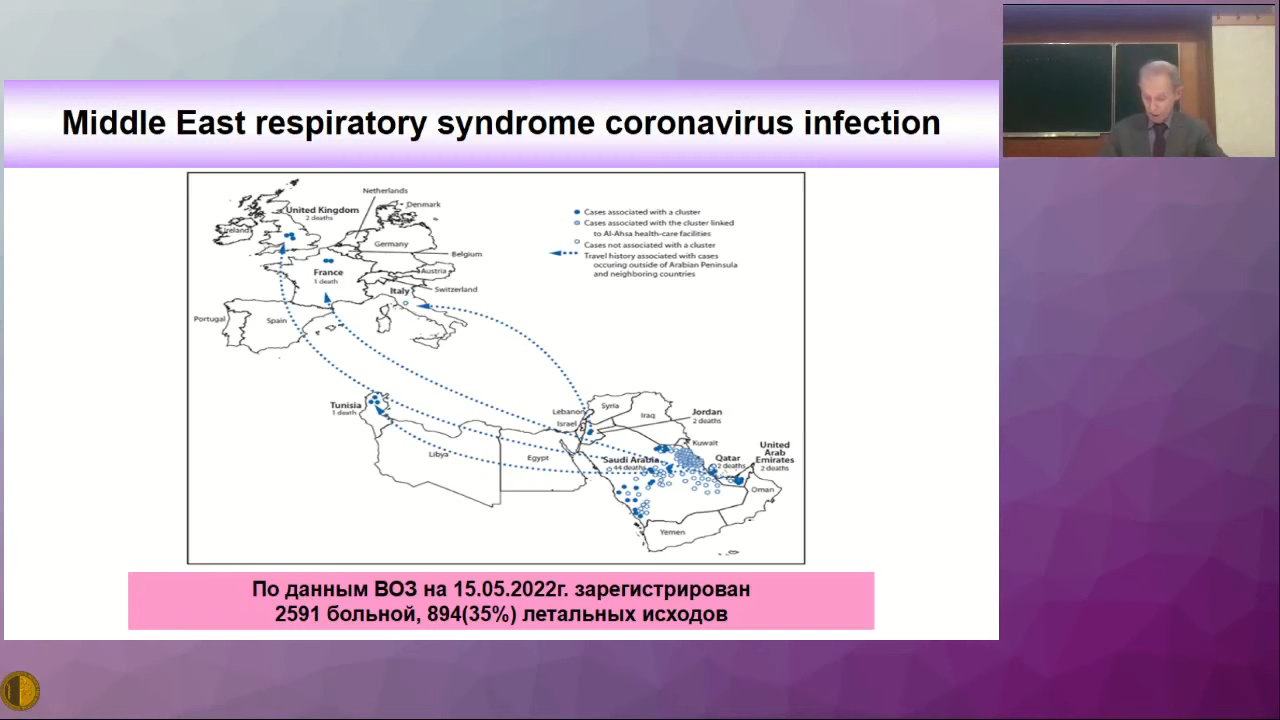 Middle East respiratory syndrome coronavirus infection
Netherlands
Denmark
United Kingdom
2 deaths
Ireland
Germany
Belgium
France
1 death
Austria
Italy
Switzerland
Portugal
Spain
Cases associated with a cluster
Cases associated with the cluster linked
to Al-Ahsa health-care facilities
Cases not associated with a cluster
Travel history associated with cases
occuring outside of Arabian Peninsula
and neighboring countries
Tunisia
1 death
Libya
Egypt
Lebanon
Israel
Syria
Iraq
Jordan
2 deaths
Kuwait
Saudi Arabia
44 deaths
Qatar
2 deaths
United
Arab
Emirates
2 deaths
Oman
Yemen
По данным ВОЗ на 15.05.2022г. зарегистрирован
2591 больной, 894(35%) летальных исходов